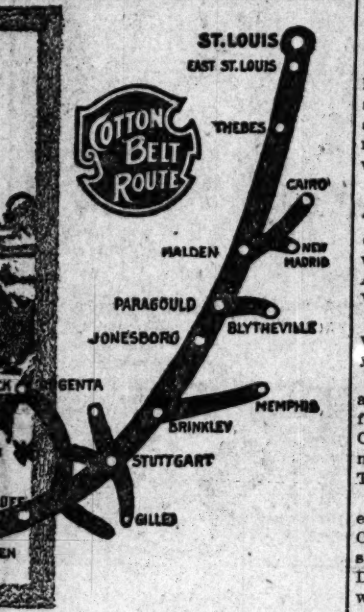 ST. LOUIS
EAST ST. LOUIS
THEBES
COTTON
BELT
ROUTE
CAIRO
MALDEN
NEW
MADRID
PARAGOULD
BLYTHEVILLE
JONESBORO
GENTA
MEMPHIS
BRINKLEY
STUTTGART
GILLED
EN